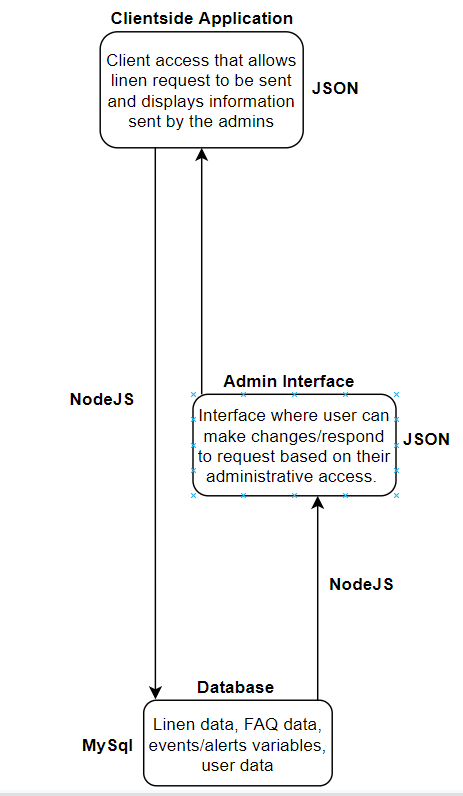 Clientside Application
Client access that allows
linen request to be sent
and displays information
sent by the admins
JSON
NodeJS
Admin Interface
Interface where user can
make changes/respond
to request based on their
administrative access.
JSON
NodeJS
Database
MySql
Linen data, FAQ data,
events/alerts variables,
user data